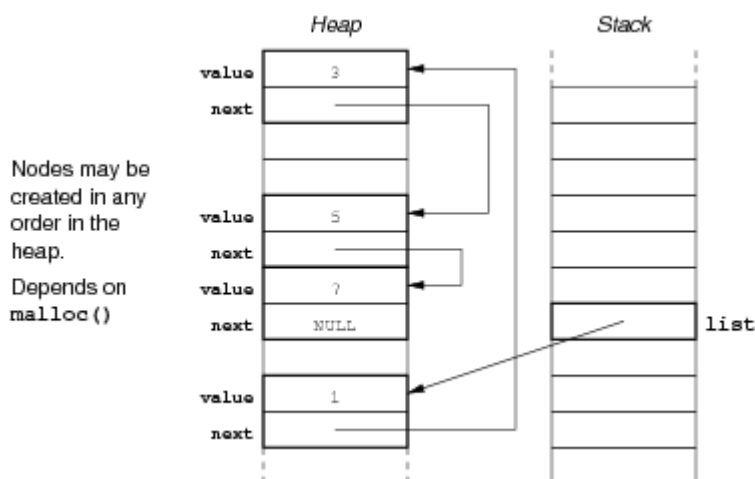 Heap
Stack
value
3
next
Nodes may be
created in any
order in the
heap.
Depends on
malloc()
value
5
next
value
7
next
NULL
list
value
1
next